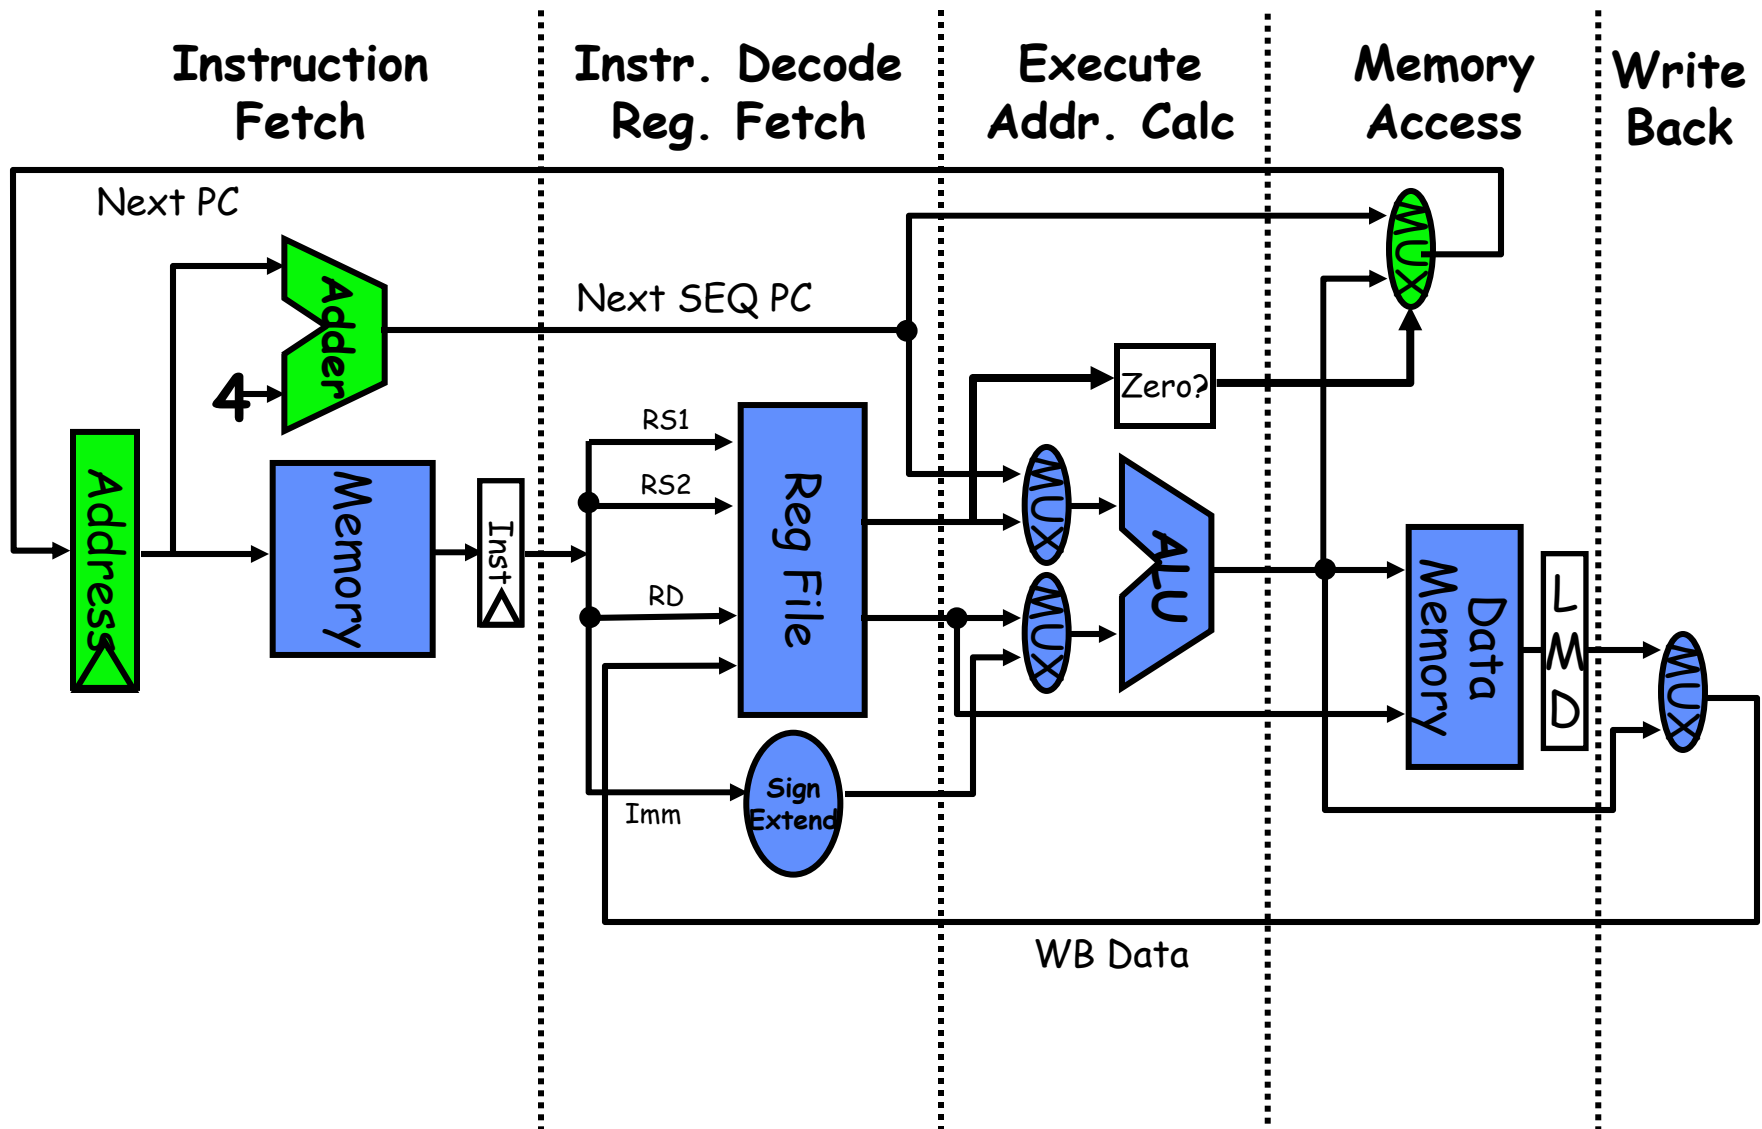 Instruction
Fetch
Instr. Decode
Reg. Fetch
Execute
Addr. Calc
Memory
Access
Write
Back
Next PC
Adder
4
Next SEQ PC
MUX
Zero?
Address
Memory
Inst
RS1
RS2
RD
Imm
Reg File
Sign
Extend
MUX
MUX
ALU
Data
Memory
L
M
D
MUX
WB Data